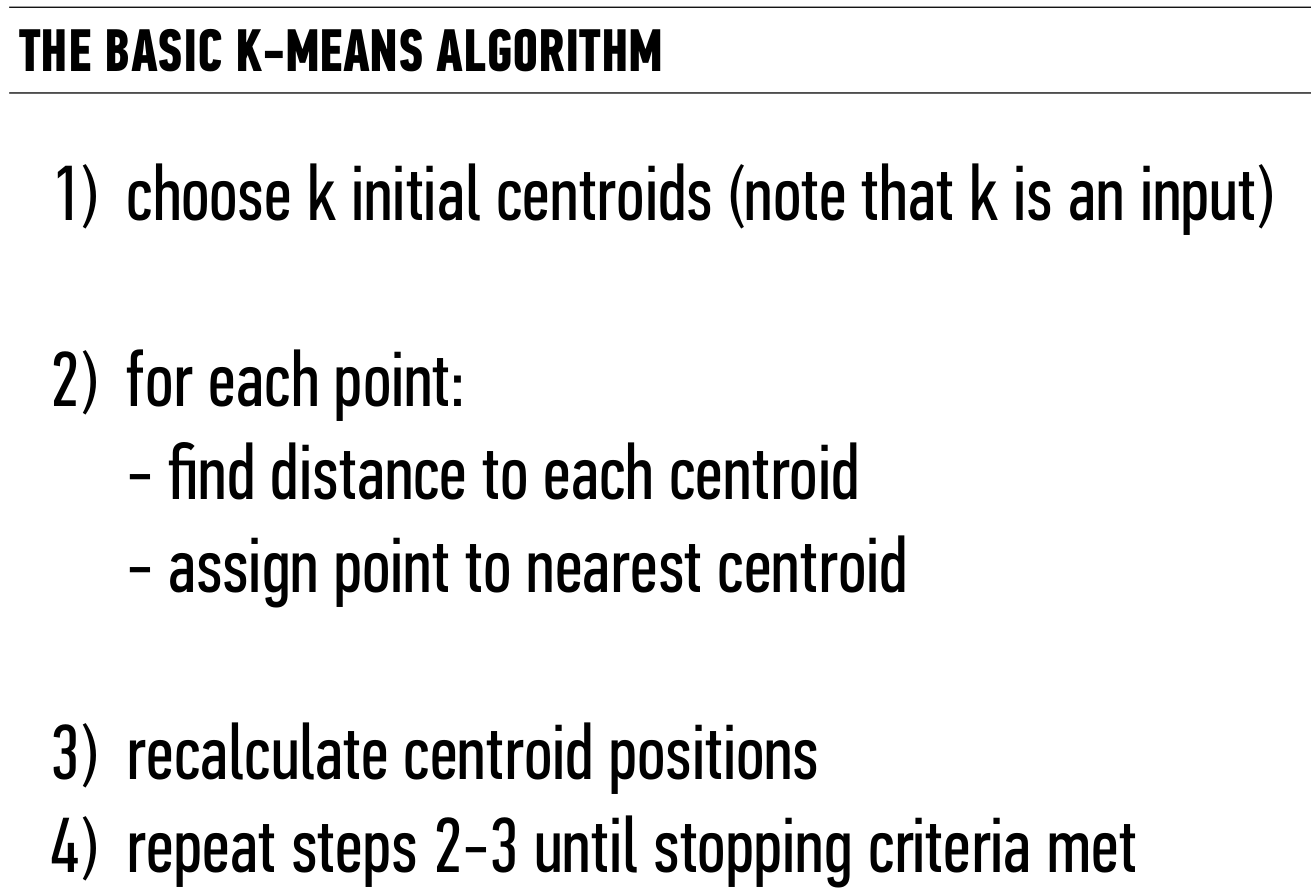 THE BASIC K-MEANS ALGORITHM
1) choose k initial centroids (note that k is an input)
2) for each point:
- find distance to each centroid
- assign point to nearest centroid
3) recalculate centroid positions
4) repeat steps 2-3 until stopping criteria met